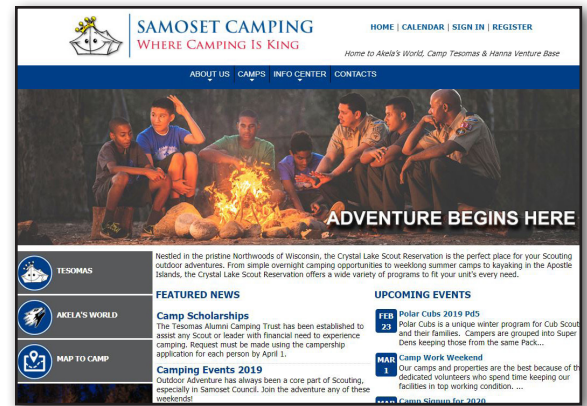 SAMOSET CAMPING
WHERE CAMPING IS KING
HOME | CALENDAR | SIGN IN | REGISTER
Home to Akela's World, Camp Tesomas & Hanna Venture Base
ABOUT US CAMPS INFO CENTER CONTACTS
ADVENTURE BEGINS HERE
TESOMAS
AKELA'S WORLD
MAP TO CAMP
Nestled in the pristine Northwoods of Wisconsin, the Crystal Lake Scout Reservation is the perfect place for your Scouting
outdoor adventures. From simple overnight camping opportunities to weeklong summer camps to kayaking in the Apostle
Islands, the Crystal Lake Scout Reservation offers a wide variety of programs to fit your unit's every need.
FEATURED NEWS
Camp Scholarships
The Tesomas Alumni Camping Trust has been established to
assist any Scout or leader with financial need to experience
camping. Request must be made using the campership
application for each person by April 1.
Camping Events 2019
Outdoor Adventure has always been a core part of Scouting,
especially in Samoset Council. Join the adventure any of these
weekends!
UPCOMING EVENTS
FEB
23
Polar Cubs 2019 Pd5
Polar Cubs is a unique winter program for Cub Scout
and their families. Campers are grouped into Super
Dens keeping those from the same Pack...
MAR
1
Camp Work Weekend
Our camps and properties are the best because of th
dedicated volunteers who spend time keeping our
facilities in top working condition. ...
MAR
Camp Signup for 2020